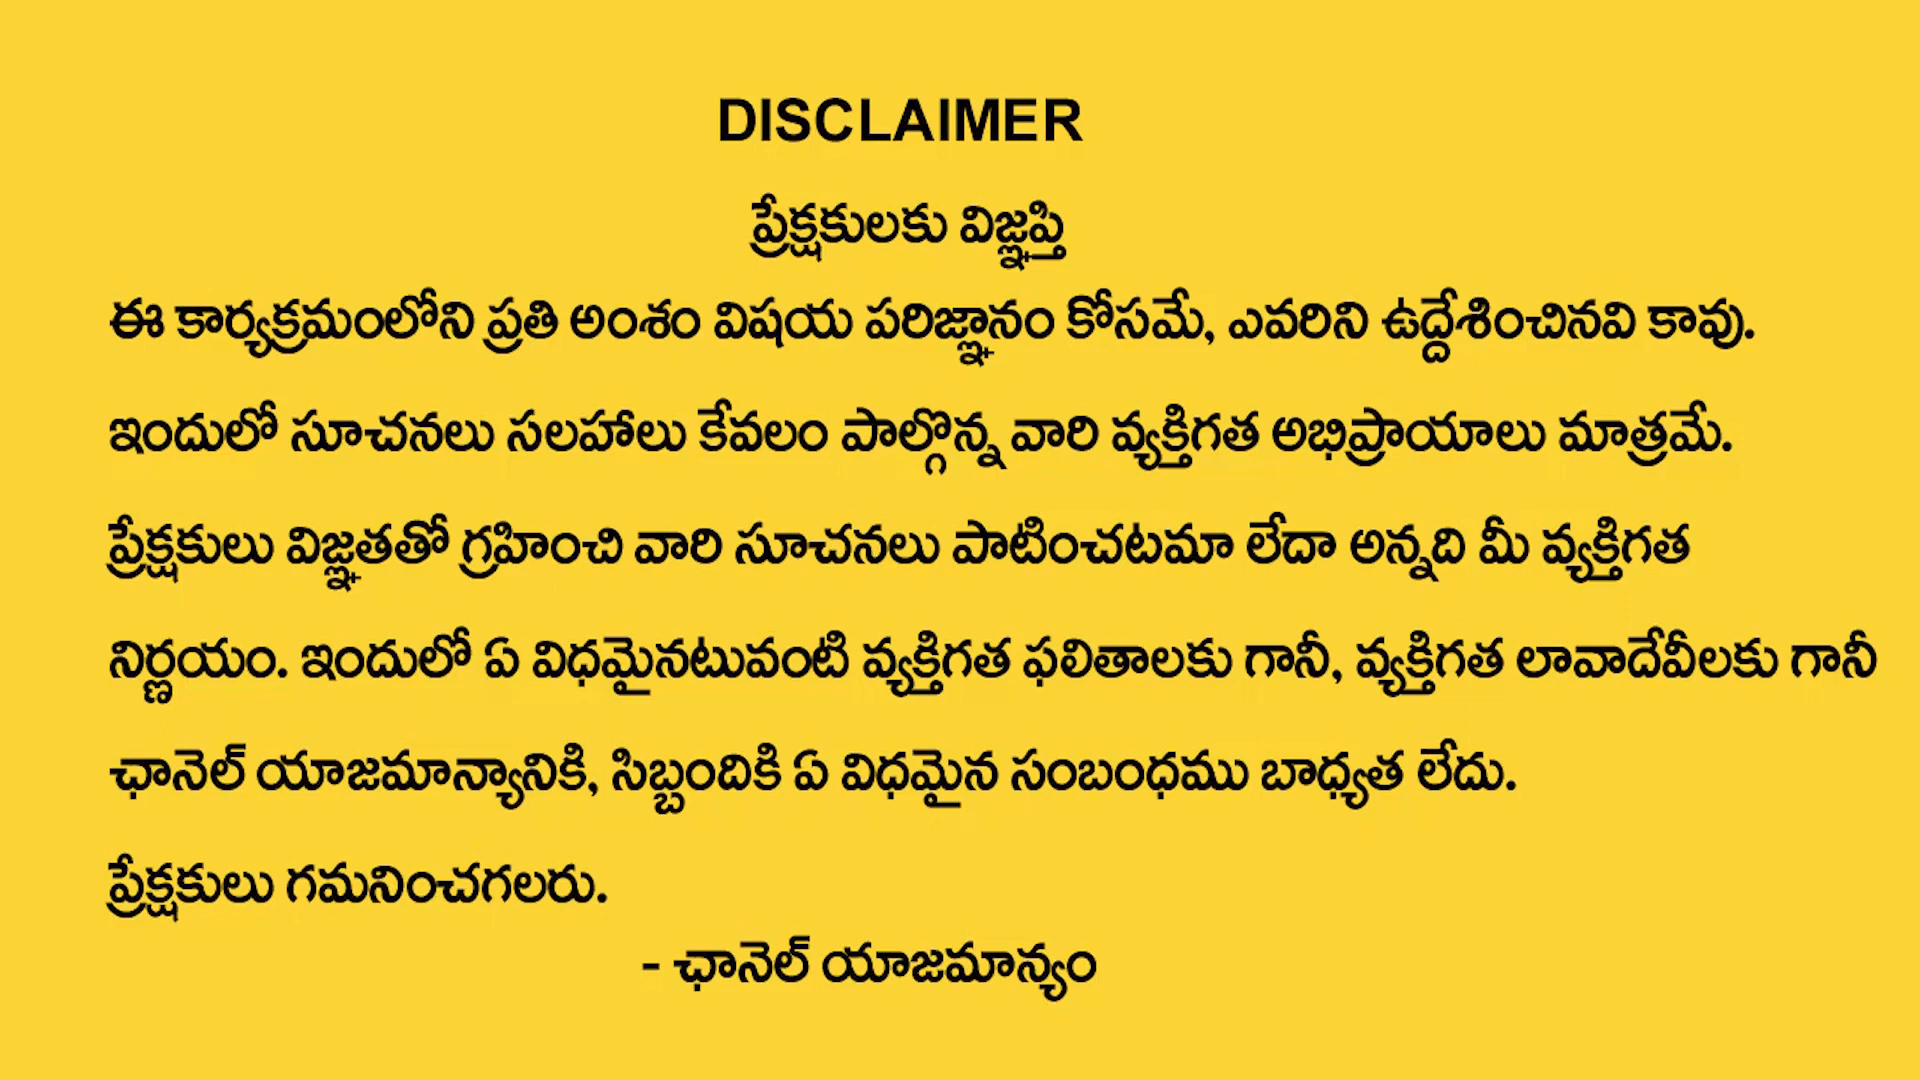 DISCLAIMER
ప్రేక్షకులకు విజ్ఞప్తి
ఈ కార్యక్రమంలోని ప్రతి అంశం విషయ పరిజ్ఞానం కోసమే, ఎవరిని ఉద్దేశించినవి కావు.
ఇందులో సూచనలు సలహాలు కేవలం పాల్గొన్న వారి వ్యక్తిగత అభిప్రాయాలు మాత్రమే.
ప్రేక్షకులు విజ్ఞతతో గ్రహించి వారి సూచనలు పాటించటమా లేదా అన్నది మీ వ్యక్తిగత
నిర్ణయం. ఇందులో ఏ విధమైనటువంటి వ్యక్తిగత ఫలితాలకు గానీ, వ్యక్తిగత లావాదేవీలకు గానీ
ఛానెల్ యాజమాన్యానికి, సిబ్బందికి ఏ విధమైన సంబంధము బాధ్యత లేదు.
ప్రేక్షకులు గమనించగలరు.
- ఛానెల్ యాజమాన్యం